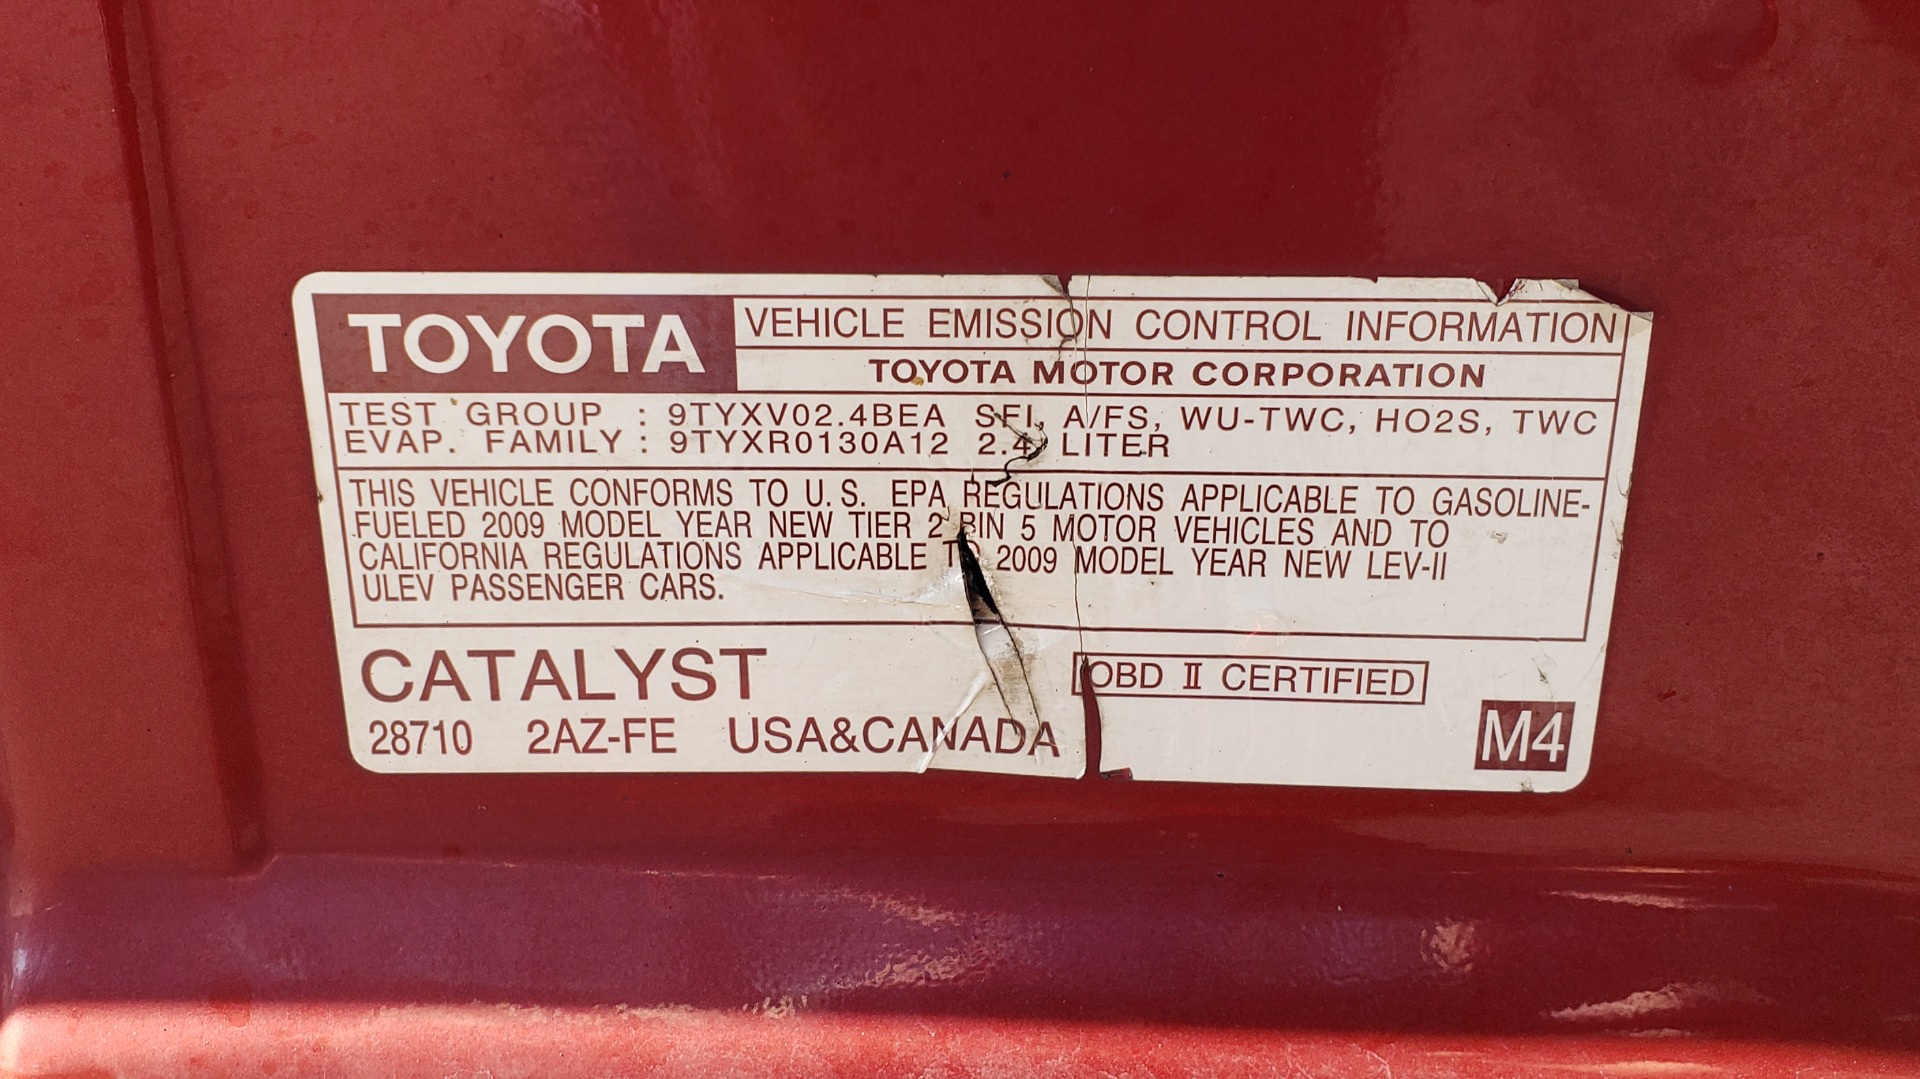 TOYOTA
VEHICLE EMISSION CONTROL INFORMATION
TOYOTA MOTOR CORPORATION
TEST GROUP : 9TYXV02.4BEA SFI, A/FS, WU-TWC, HO2S, TWC
EVAP. FAMILY : 9TYXR0130A12 2.4 LITER
THIS VEHICLE CONFORMS TO U.S. EPA REGULATIONS APPLICABLE TO GASOLINE-
FUELED 2009 MODEL YEAR NEW TIER 2 BIN 5 MOTOR VEHICLES AND TO
CALIFORNIA REGULATIONS APPLICABLE TO 2009 MODEL YEAR NEW LEV-II
ULEV PASSENGER CARS.
CATALYST
OBD II CERTIFIED
28710 2AZ-FE USA&CANADA
M4